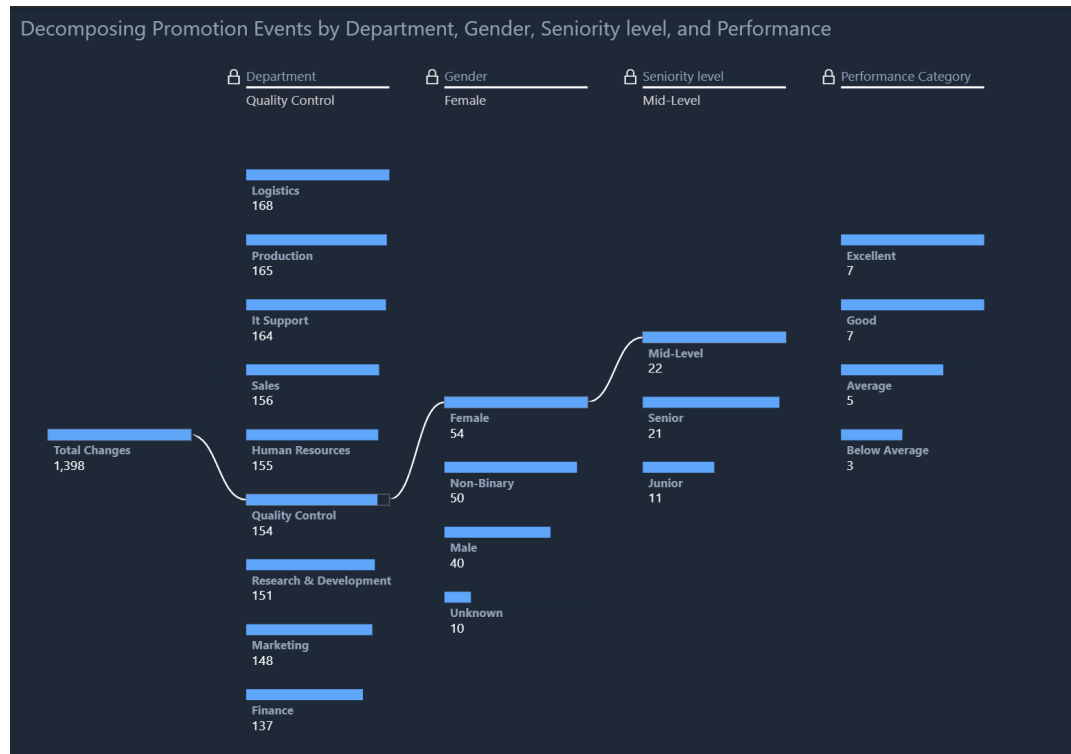 Decomposing Promotion Events by Department, Gender, Seniority level, and Performance
Department
Quality Control
Gender
Female
Seniority level
Mid-Level
Performance Category
Total Changes
1,398
Logistics
168
Production
165
It Support
164
Sales
156
Human Resources
155
Quality Control
154
Research & Development
151
Marketing
148
Finance
137
Female
54
Non-Binary
50
Male
40
Unknown
10
Mid-Level
22
Senior
21
Junior
11
Excellent
7
Good
7
Average
5
Below Average
3